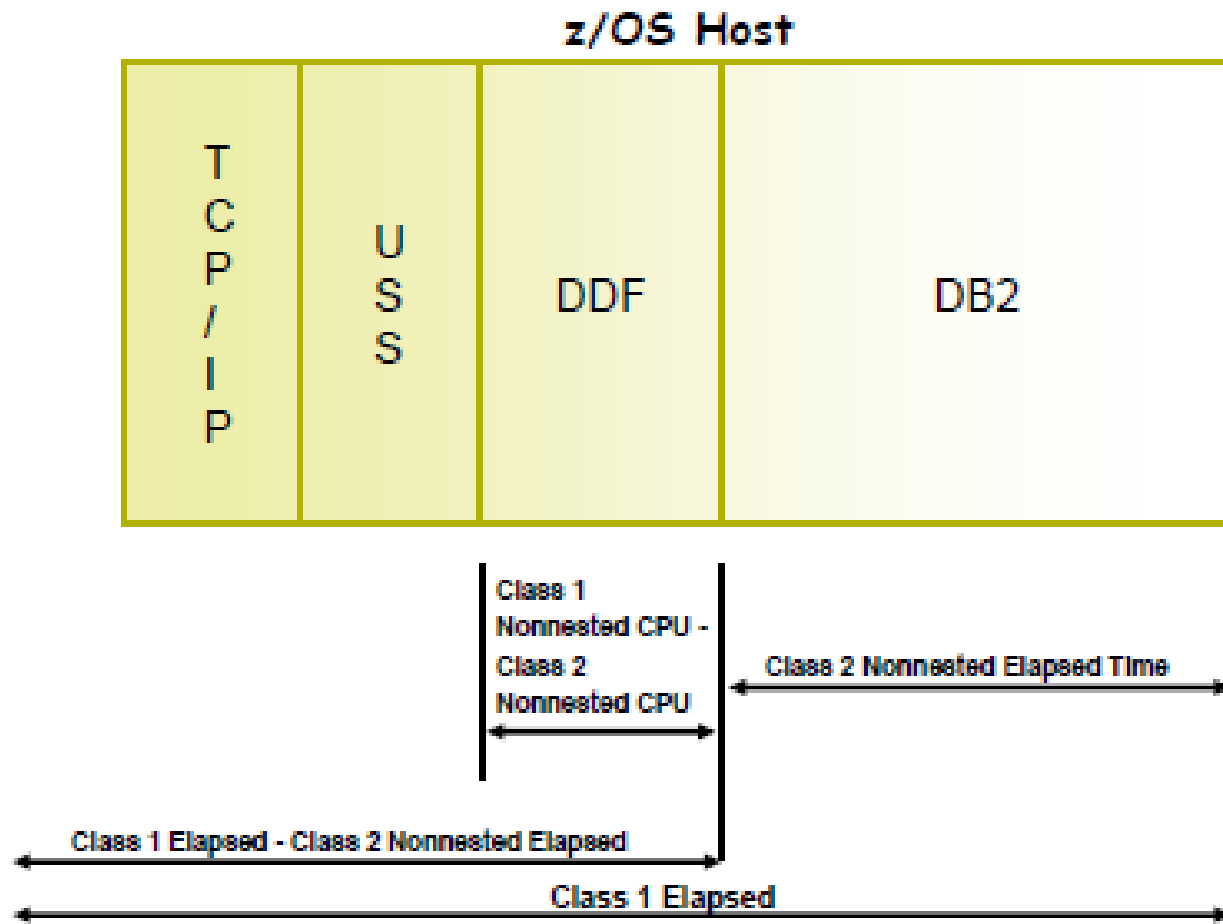 z/OS Host
T
C
P
/
I
P
U
S
S
DDF
DB2
Class 1
Nonnested CPU -
Class 2
Nonnested CPU
Class 2 Nonnested Elapsed Time
Class 1 Elapsed - Class 2 Nonnested Elapsed
Class 1 Elapsed